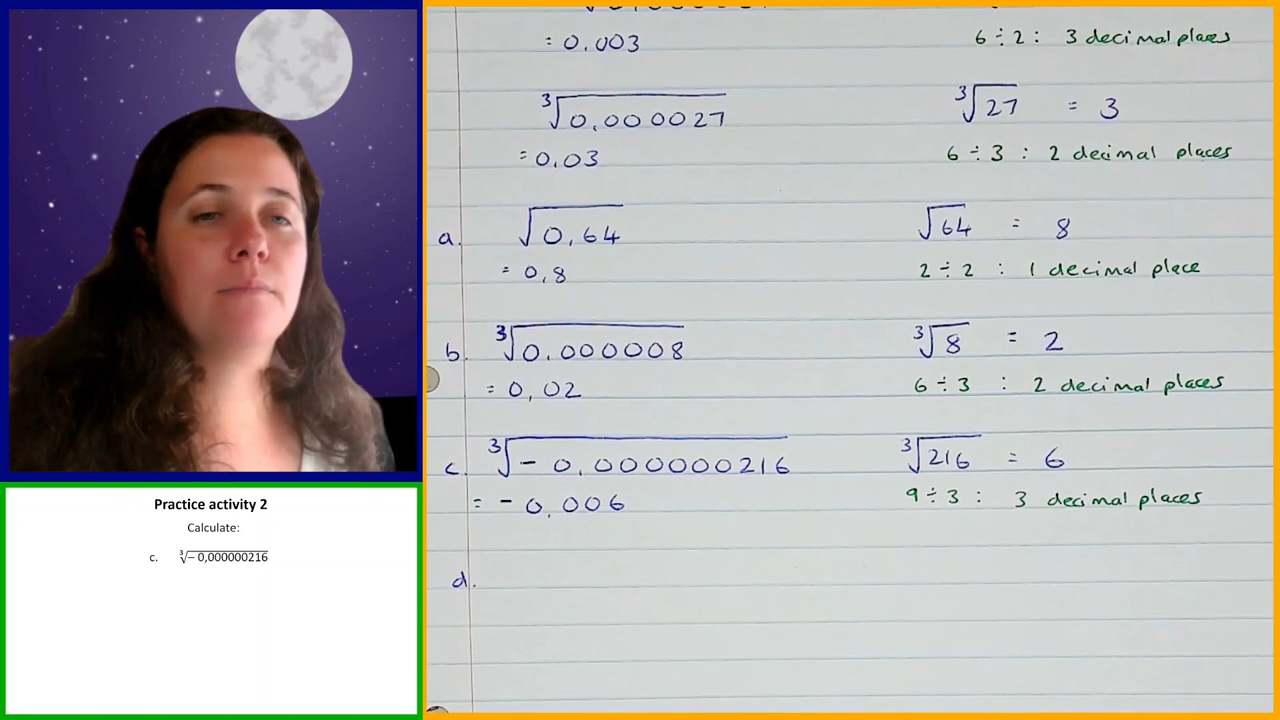 = 0,003
6 ÷ 2 : 3 decimal places
∛0,000027
∛27 = 3
= 0,03
6 ÷ 3 : 2 decimal places
a. √0,64
√64 = 8
= 0,8
2 ÷ 2 : 1 decimal place
b. ∛0.000008
∛8 = 2
= 0,02
6 ÷ 3 : 2 decimal places
c. ∛- 0,000000216
∛216 = 6
= - 0,006
9 ÷ 3 : 3 decimal places
d.
Practice activity 2
Calculate:
c. ∛− 0,000000216